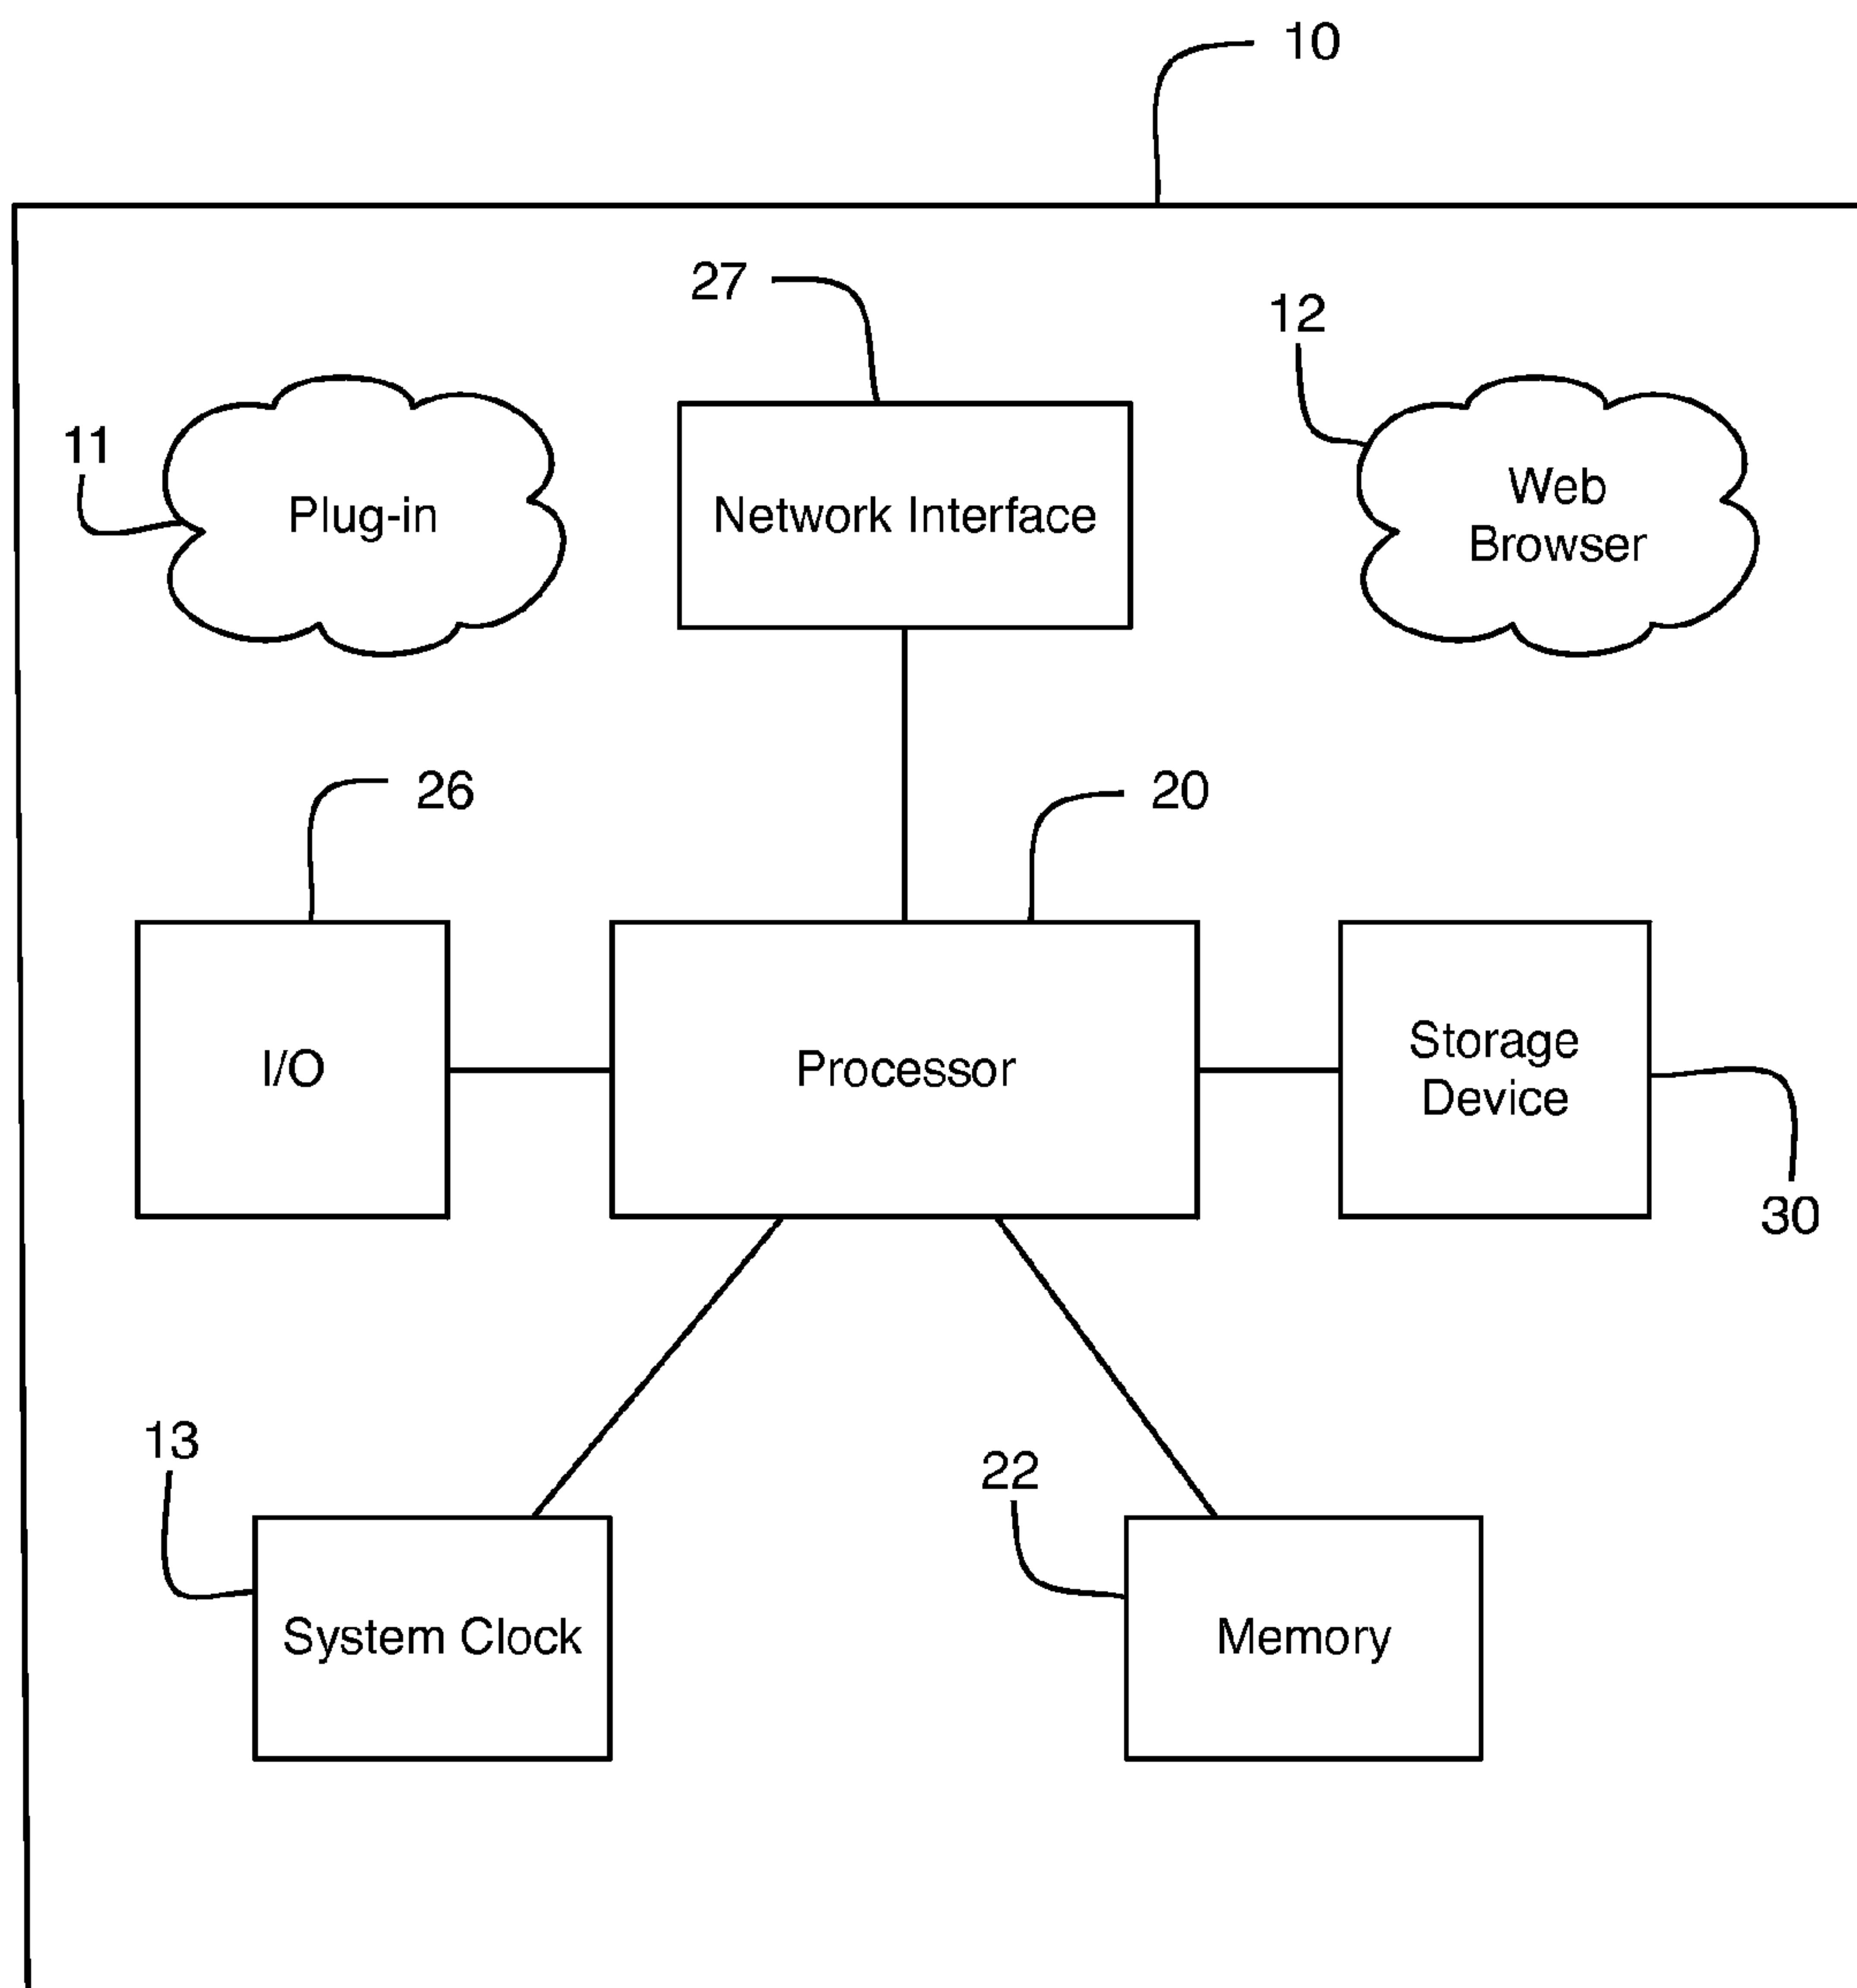 10
27
12
11
Plug-in
Network Interface
Web
Browser
26
20
I/O
Processor
Storage
Device
30
13
22
System Clock
Memory